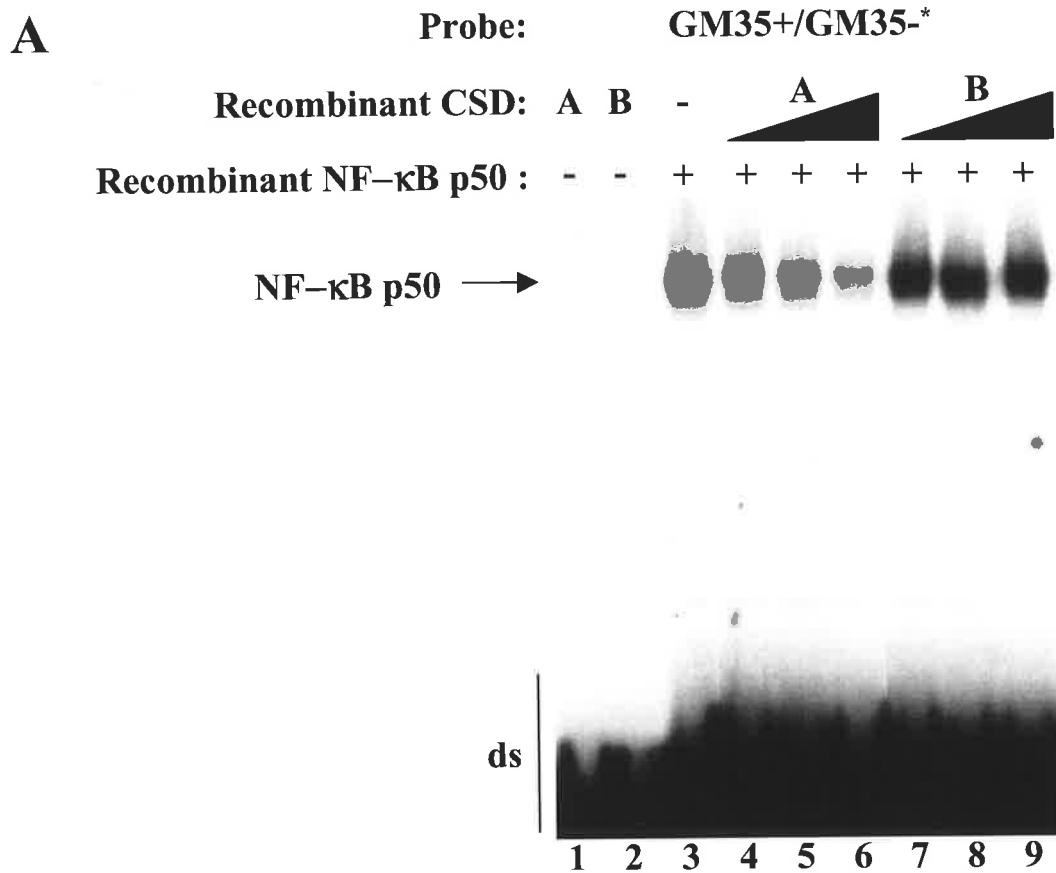 A
Probe: GM35+/GM35-*
Recombinant CSD: A B - A B
Recombinant NF–κB p50 : - - + + + + + + +
NF–κB p50
ds
1 2 3 4 5 6 7 8 9